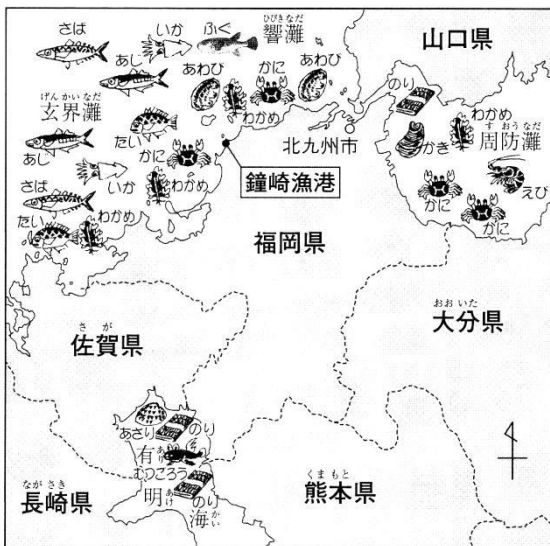 さば
いか
ふぐ
ひびきなだ
響灘
山口県
あじ
あわび
かに
あわび
のり
げんかいなだ
玄界灘
わかめ
わかめ
たい
北九州市
かき
すおうなだ
周防灘
あじ
かに
鐘崎漁港
いか
わかめ
かに
えび
さば
かに
たい
福岡県
おおいた
大分県
さが
佐賀県
あさり
のり
有
あり
むつごろう
ながさき
長崎県
明
あけ
のり
海
かい
くまもと
熊本県